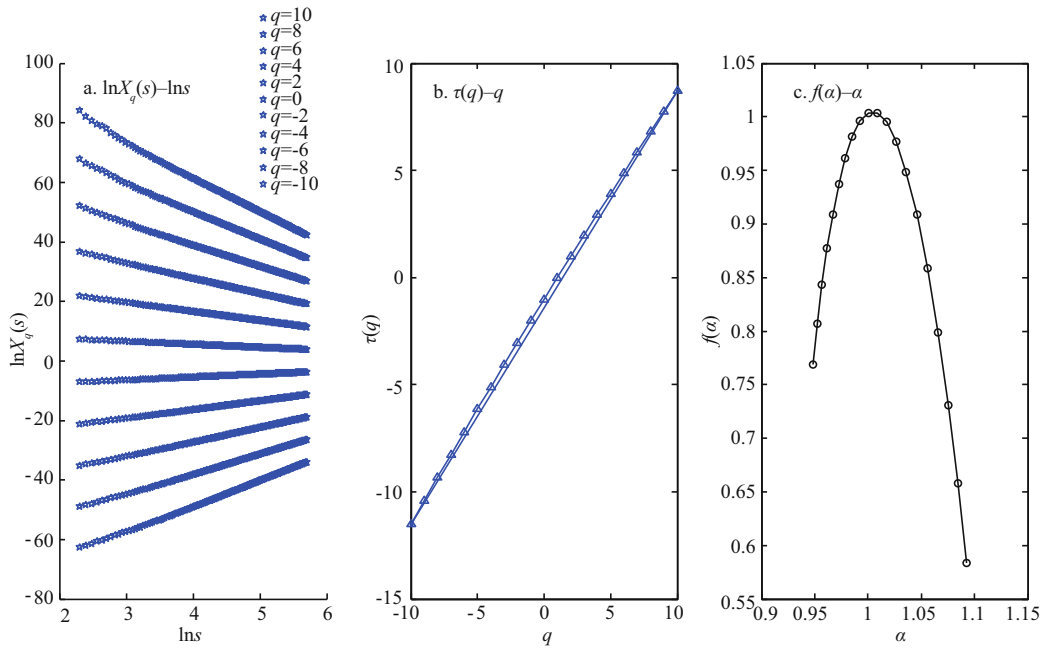 q=10
q=8
q=6
q=4
q=2
q=0
q=-2
q=-4
q=-6
q=-8
q=-10
a. lnXq(s)–lns
100
80
60
40
20
0
-20
-40
-60
-80
2 3 4 5 6
lnXq(s)
lns
b. τ(q)–q
10
5
0
-5
-10
-15
-10 -5 0 5 10
τ(q)
q
c. f(α)–α
1.05
1
0.95
0.9
0.85
0.8
0.75
0.7
0.65
0.6
0.55
0.9 0.95 1 1.05 1.1 1.15
f(α)
α